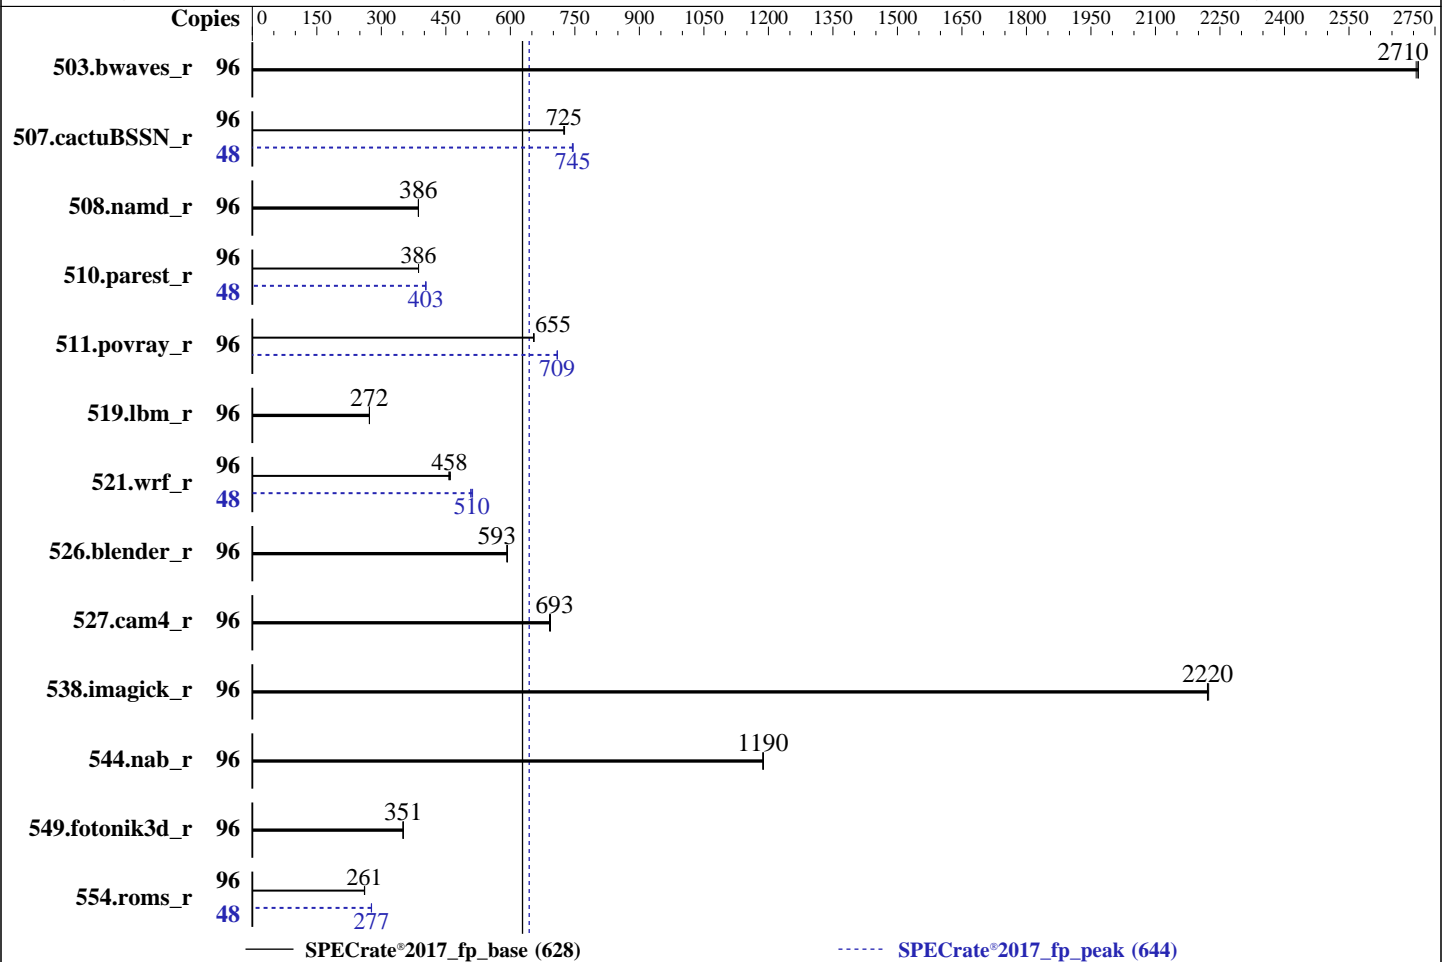 Copies 0 150 300 450 600 750 900 1050 1200 1350 1450 1650 1800 1950 2100 2250 2400 2550 2750
503.bwaves_r 96 2710
507.cactuBSSN_r 96 725
48 745
508.namd_r 96 386
510.parest_r 96 386
48 403
511.povray_r 96 655
709
519.lbm_r 96 272
521.wrf_r 96 458
48 510
526.blender_r 96 593
527.cam4_r 96 693
538.imagick_r 96 2220
544.nab_r 96 1190
549.fotonik3d_r 96 351
554.roms_r 96 261
48 277
SPECrate®2017_fp_base (628) SPECrate®2017_fp_peak (644)